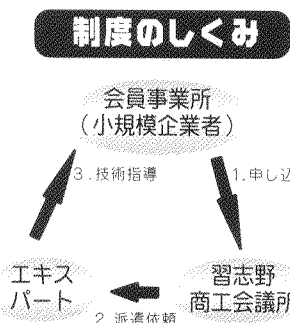 制度のしくみ
会員事業所
（小規模企業者）
3.技術指導
1.申し込
エキス
パート
習志野
商工会議所
2.派遣依頼